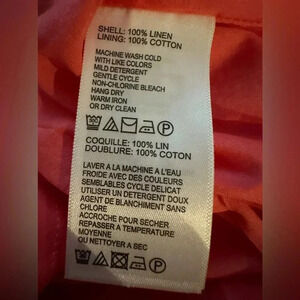 SHELL: 100% LINEN
LINING: 100% COTTON
MACHINE WASH COLD
WITH LIKE COLORS
MILD DETERGENT
GENTLE CYCLE
NON-CHLORINE BLEACH
HANG DRY
WARM IRON
OR DRY CLEAN
COQUILLE: 100% LIN
DOUBLURE: 100% COTON
LAVER A LA MACHINE A L'EAU
FROIDE AVEC DES COULEURS
SEMBLABLES CYCLE DELICAT
UTILISER UN DETERGENT DOUX
AGENT DE BLANCHIMENT SANS
CHLORE
ACCROCHE POUR SECHER
REPASSER A TEMPERATURE
MOYENNE
OU NETTOYER A SEC